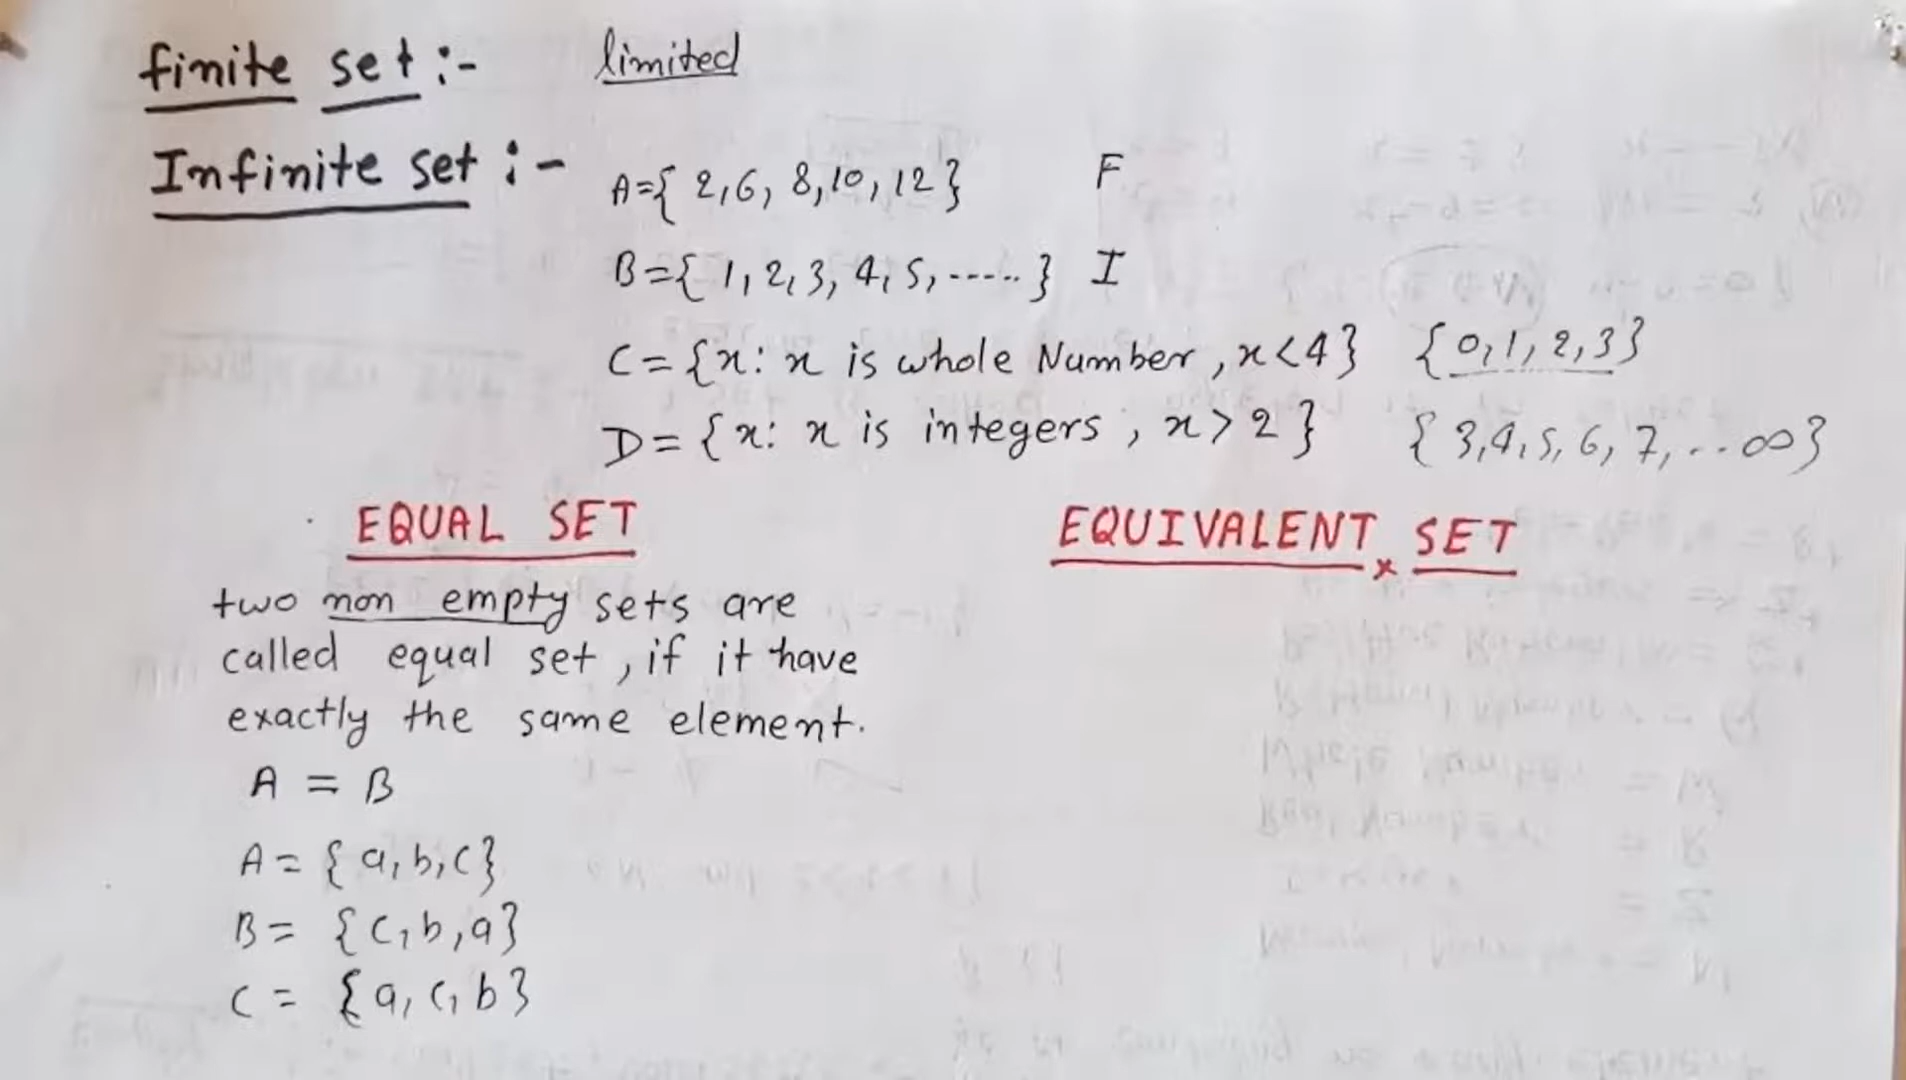 finite set :- limited
Infinite set :- A={ 2,6, 8,10,12} F
B={ 1,2,3,4,5,-----.. } I
C={x: x is whole Number, x<4} {0,1,2,3}
D={x: x is integers, x>2} { 3,4,5,6,7,...∞}
EQUAL SET EQUIVALENT SET
two non empty sets are
called equal set, if it have
exactly the same element.
A = B
A= {a,b,c}
B= {c,b,a}
C= {a,c,b}